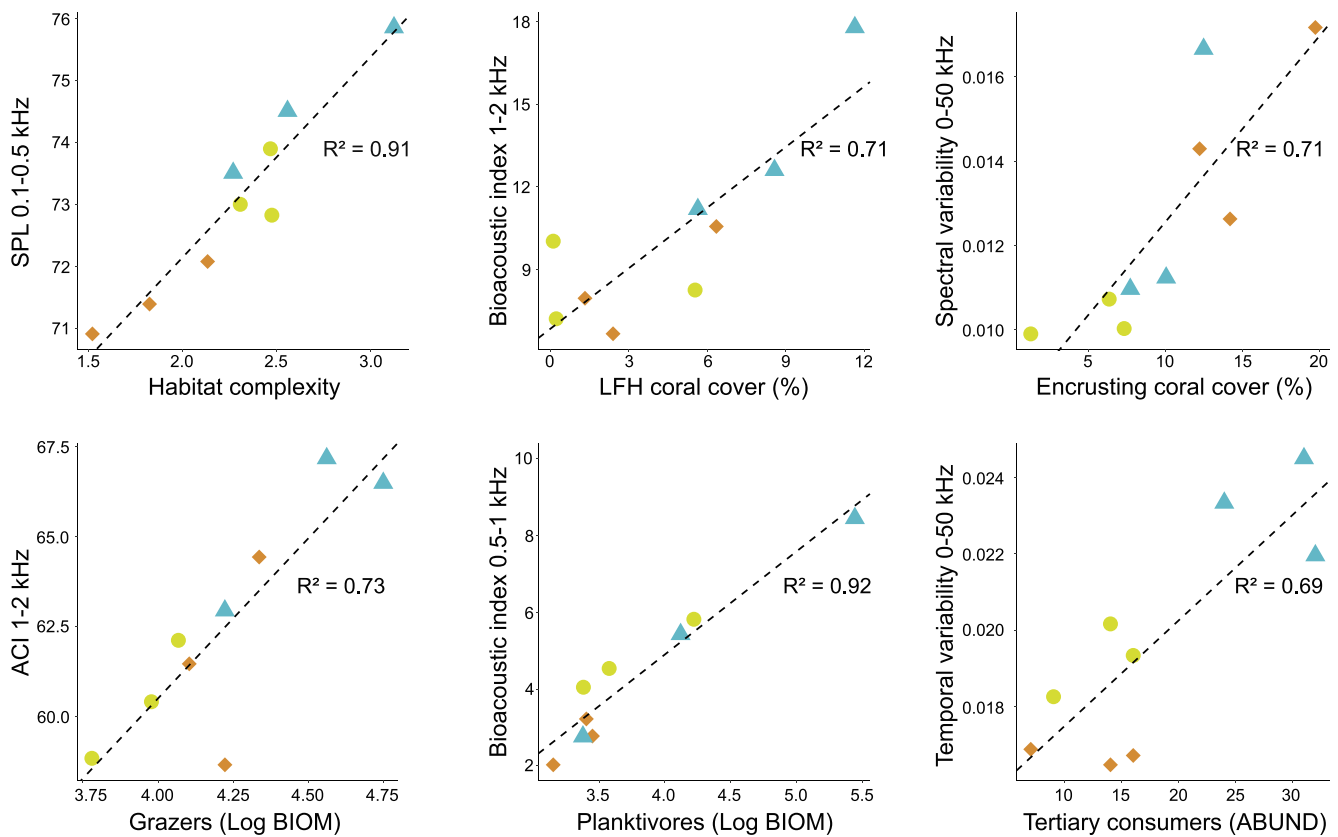 SPL 0.1-0.5 kHz
76
75
74
73
72
71
R² = 0.91
1.5 2.0 2.5 3.0
Habitat complexity
Bioacoustic index 1-2 kHz
18
15
12
9
R² = 0.71
0 3 6 9 12
LFH coral cover (%)
Spectral variability 0-50 kHz
0.016
0.014
0.012
0.010
R² = 0.71
5 10 15 20
Encrusting coral cover (%)
ACI 1-2 kHz
67.5
65.0
62.5
60.0
R² = 0.73
3.75 4.00 4.25 4.50 4.75
Grazers (Log BIOM)
Bioacoustic index 0.5-1 kHz
10
8
6
4
2
R² = 0.92
3.5 4.0 4.5 5.0 5.5
Planktivores (Log BIOM)
Temporal variability 0-50 kHz
0.024
0.022
0.020
0.018
R² = 0.69
10 15 20 25 30
Tertiary consumers (ABUND)